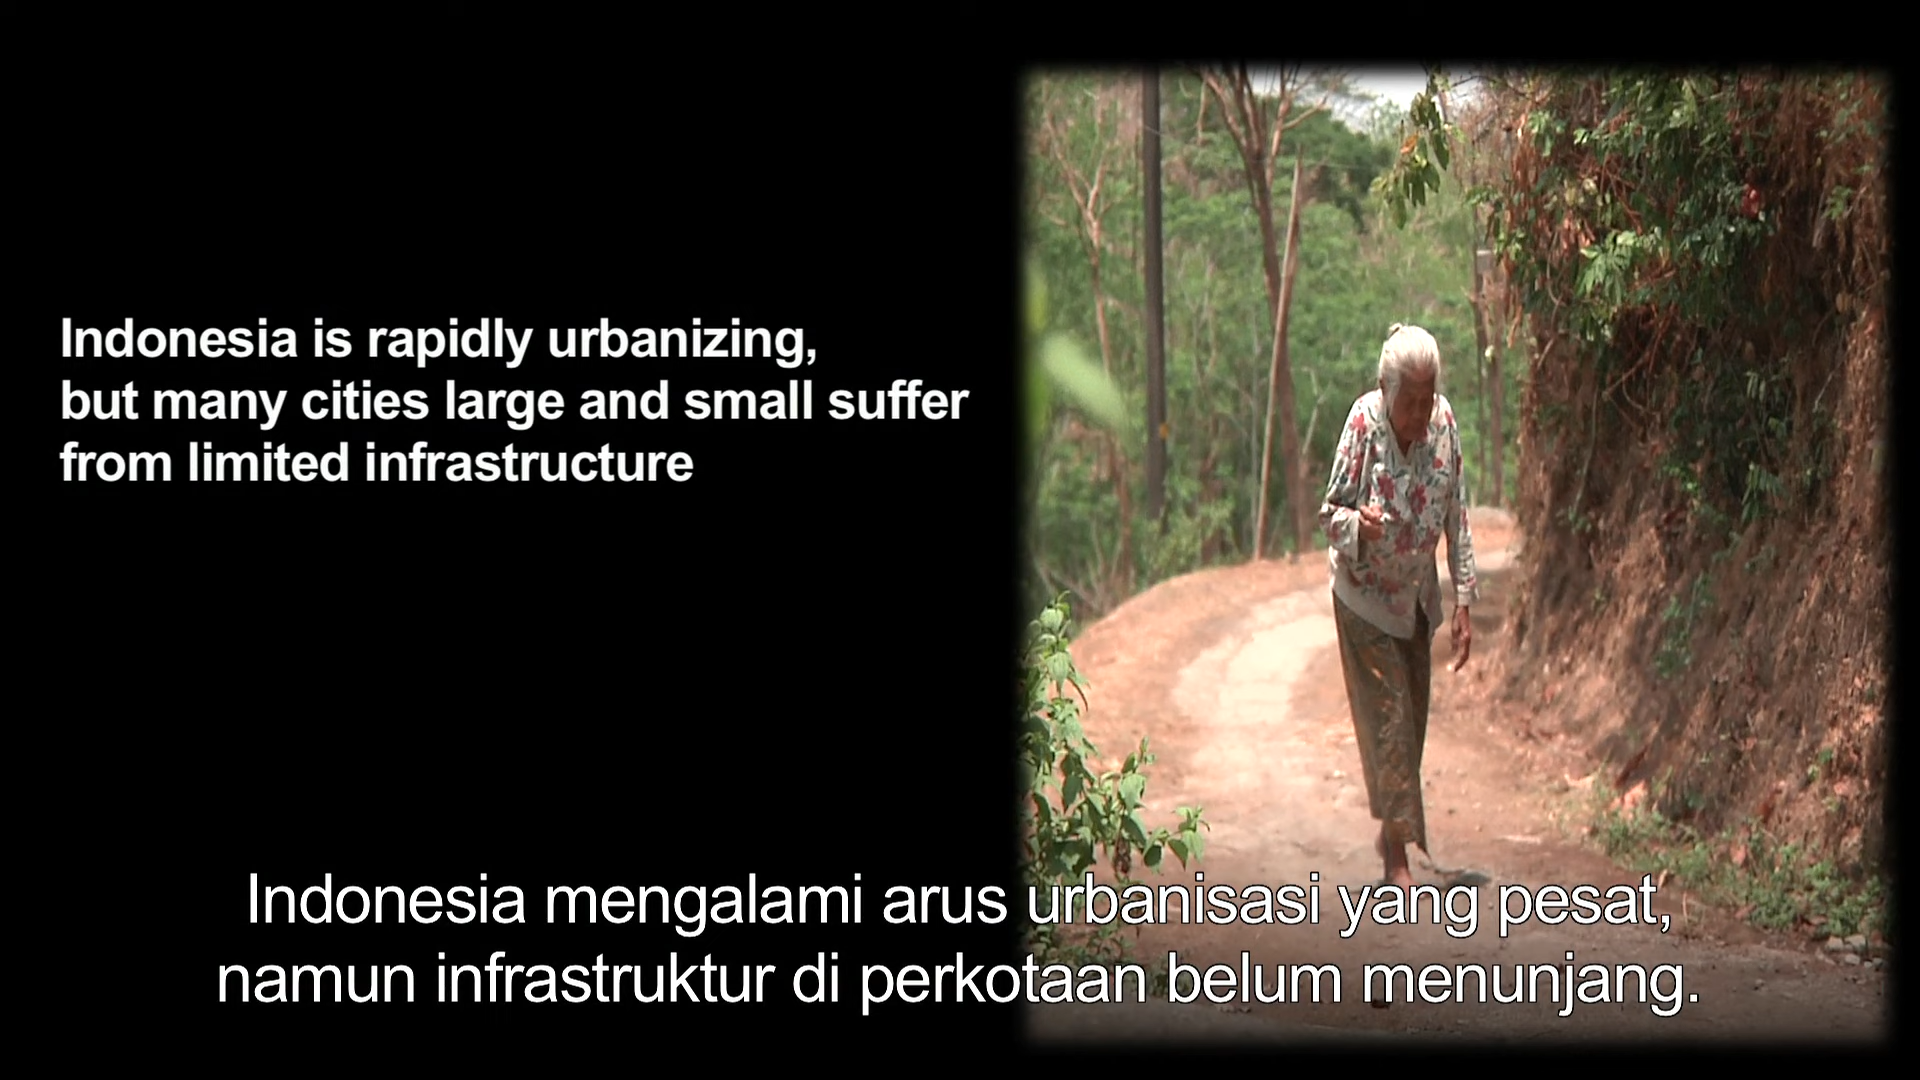 Indonesia is rapidly urbanizing,
but many cities large and small suffer
from limited infrastructure
Indonesia mengalami arus urbanisasi yang pesat,
namun infrastruktur di perkotaan belum menunjang.